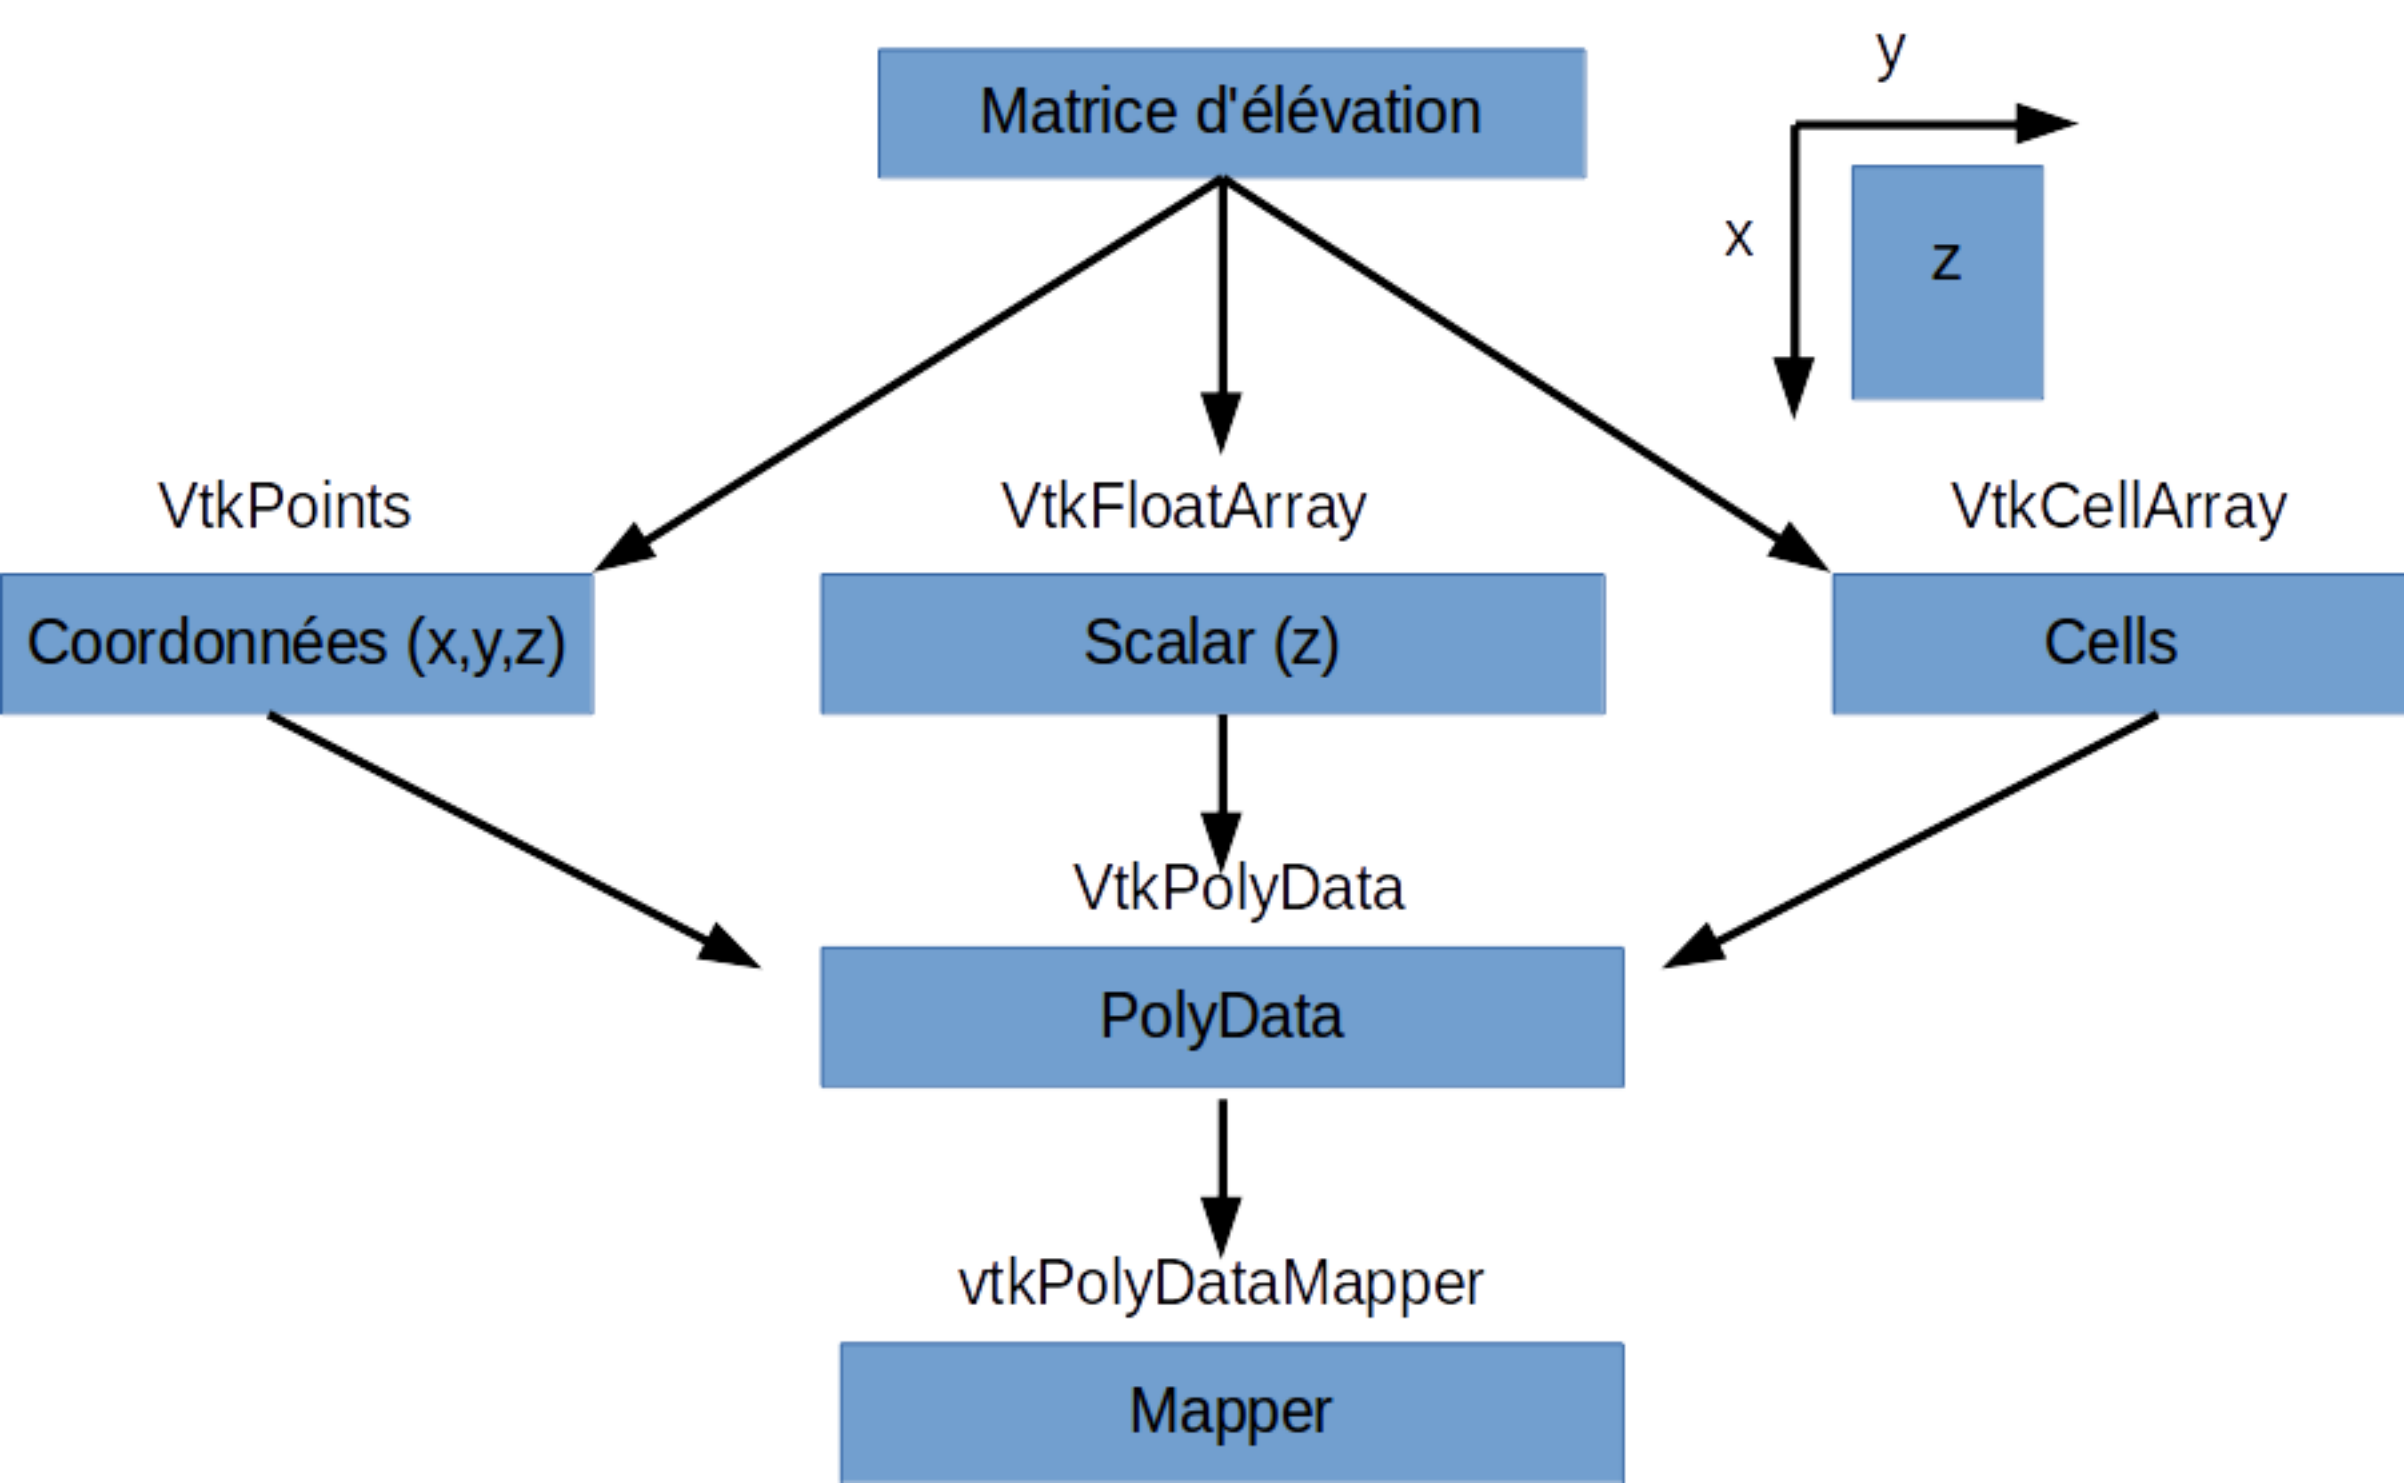 y
Matrice d'élévation
x
z
VtkPoints
VtkFloatArray
VtkCellArray
Coordonnées (x,y,z)
Scalar (z)
Cells
VtkPolyData
PolyData
vtkPolyDataMapper
Mapper